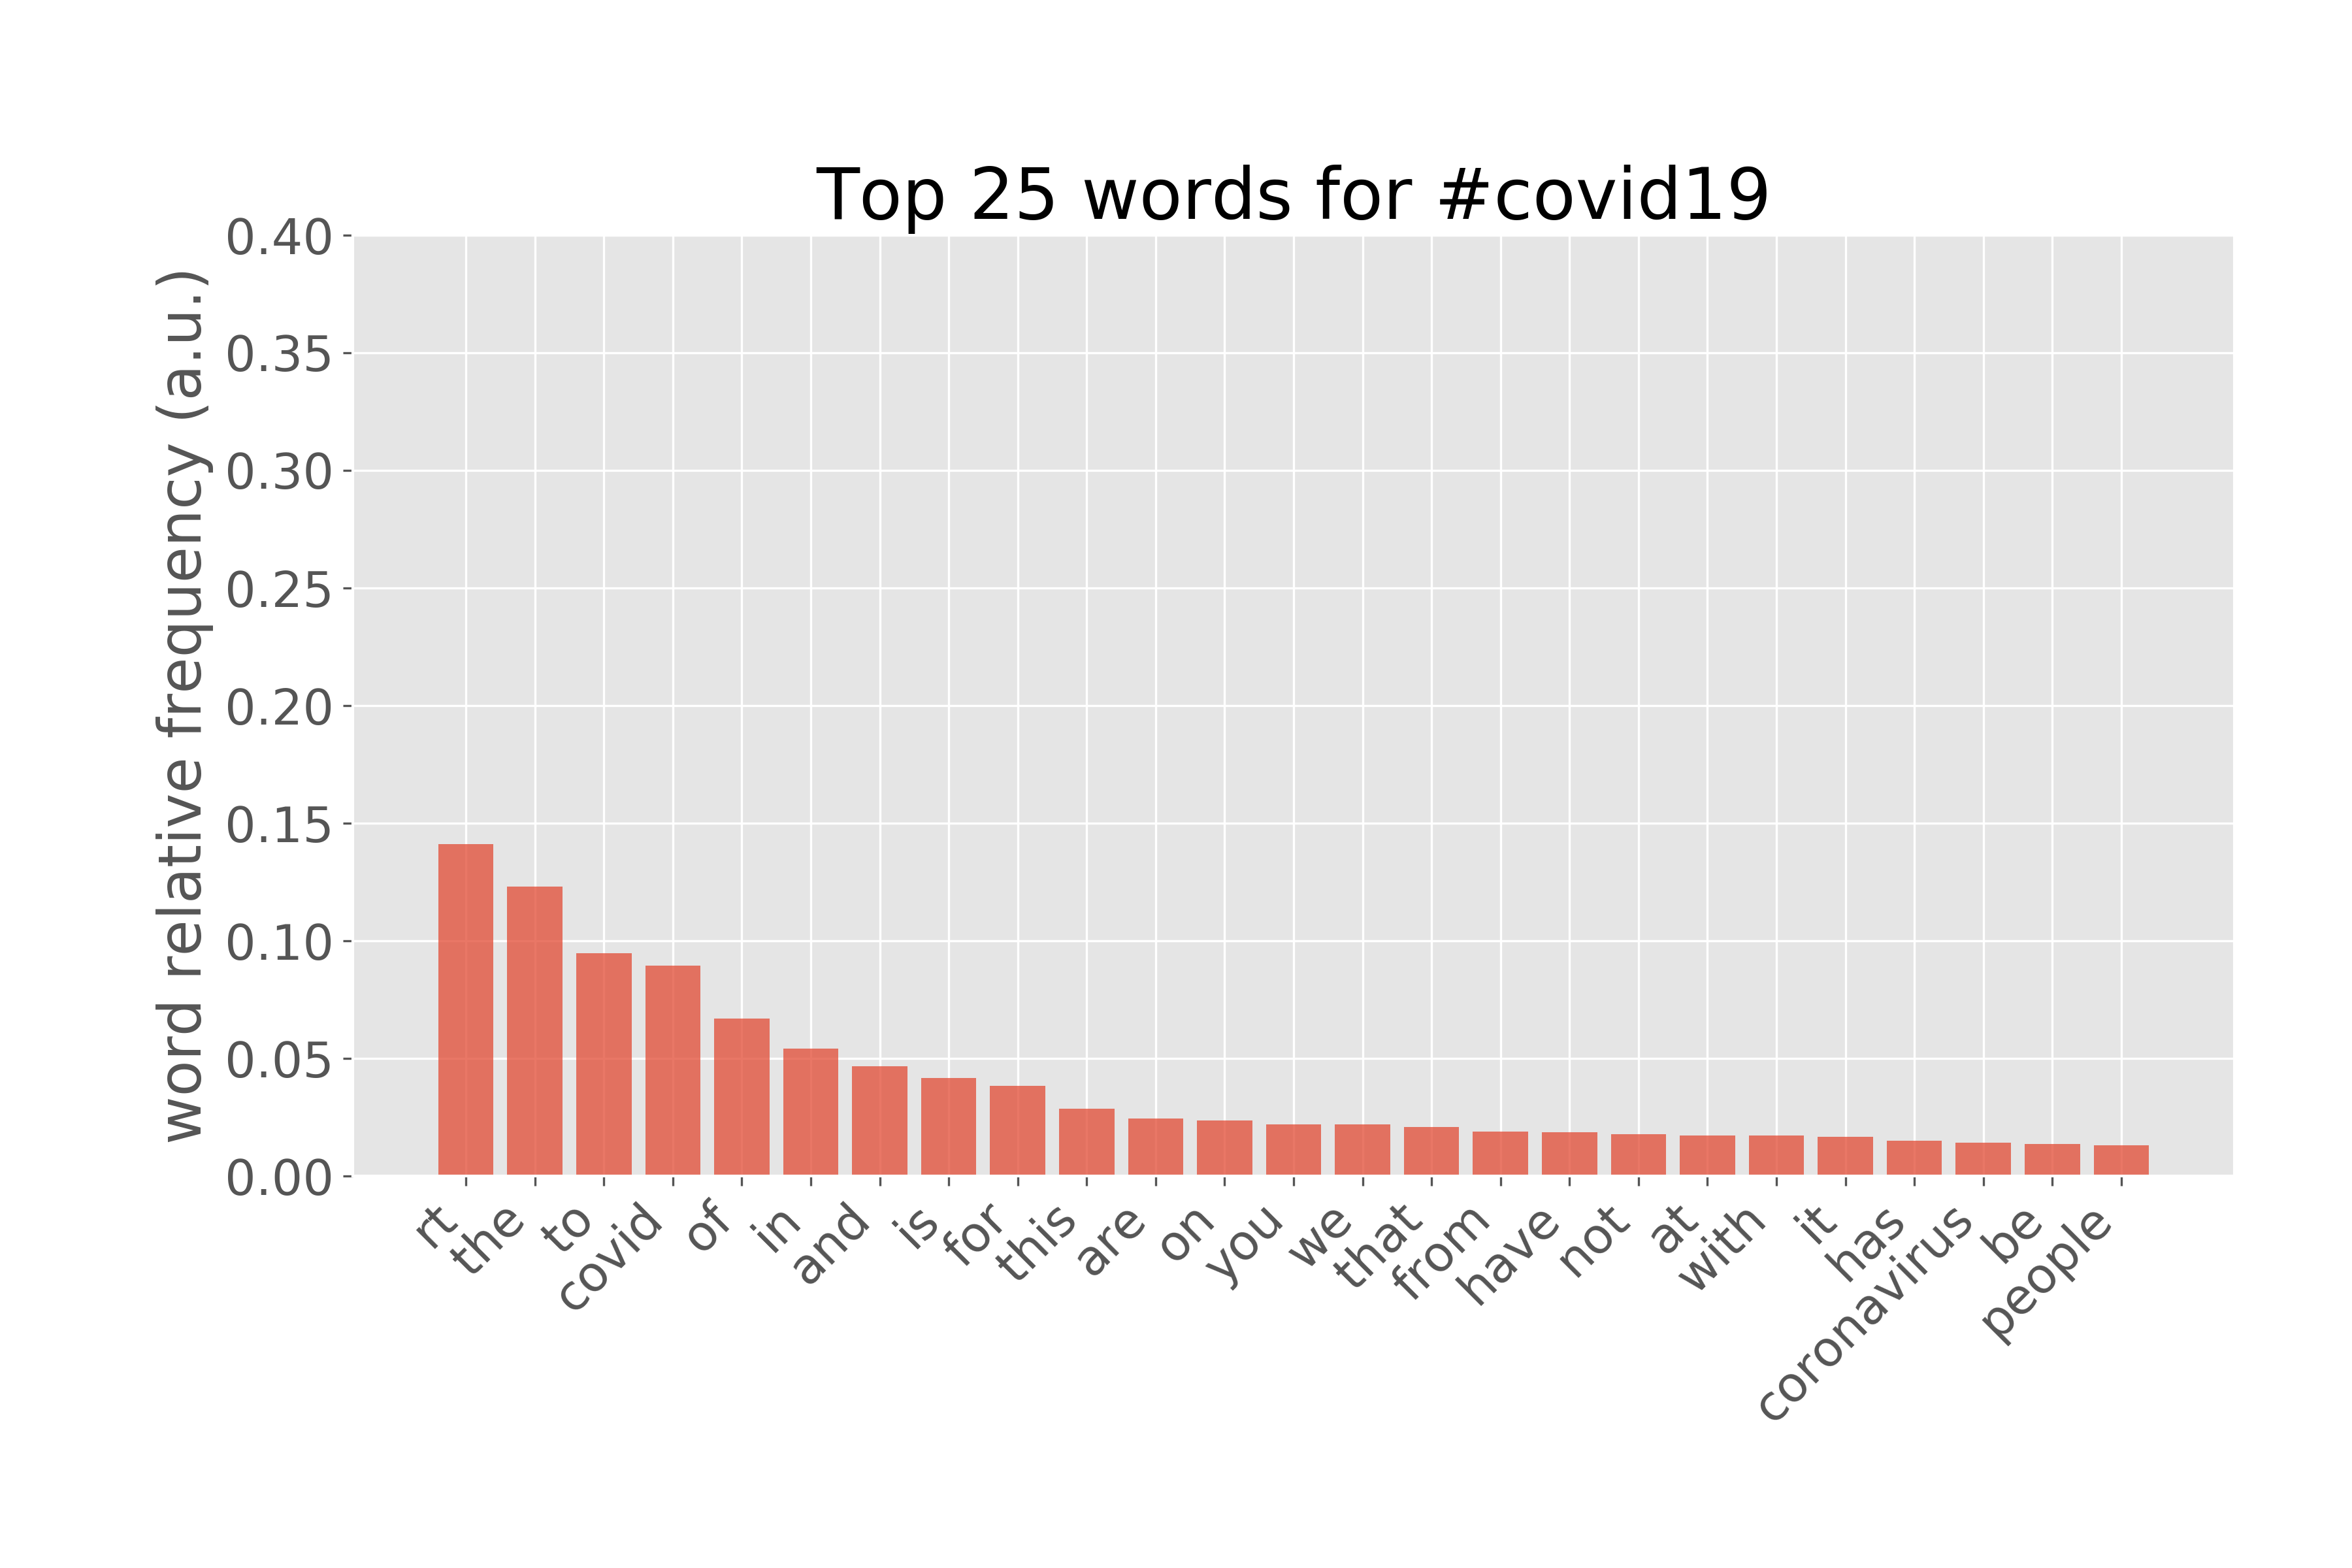 Top 25 words for #covid19
word relative frequency (a.u.)
0.40
0.35
0.30
0.25
0.20
0.15
0.10
0.05
0.00
rt
the
to
covid
of
in
and
is
for
this
are
on
you
we
that
from
have
not
at
with
it
has
coronavirus
be
people